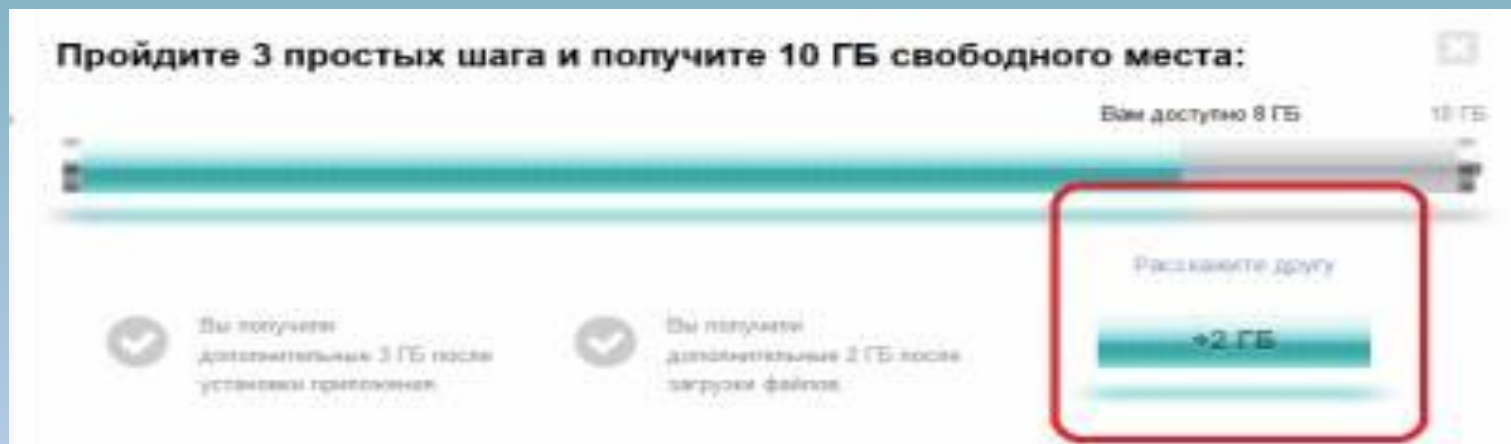 Пройдите 3 простых шага и получите 10 ГБ свободного места:
Вам доступно 8 ГБ
10 ГБ
Расскажите другу
Вы получили
дополнительные 3 ГБ после
установки приложения.
Вы получили
дополнительные 2 ГБ после
загрузки файлов.
+2 ГБ